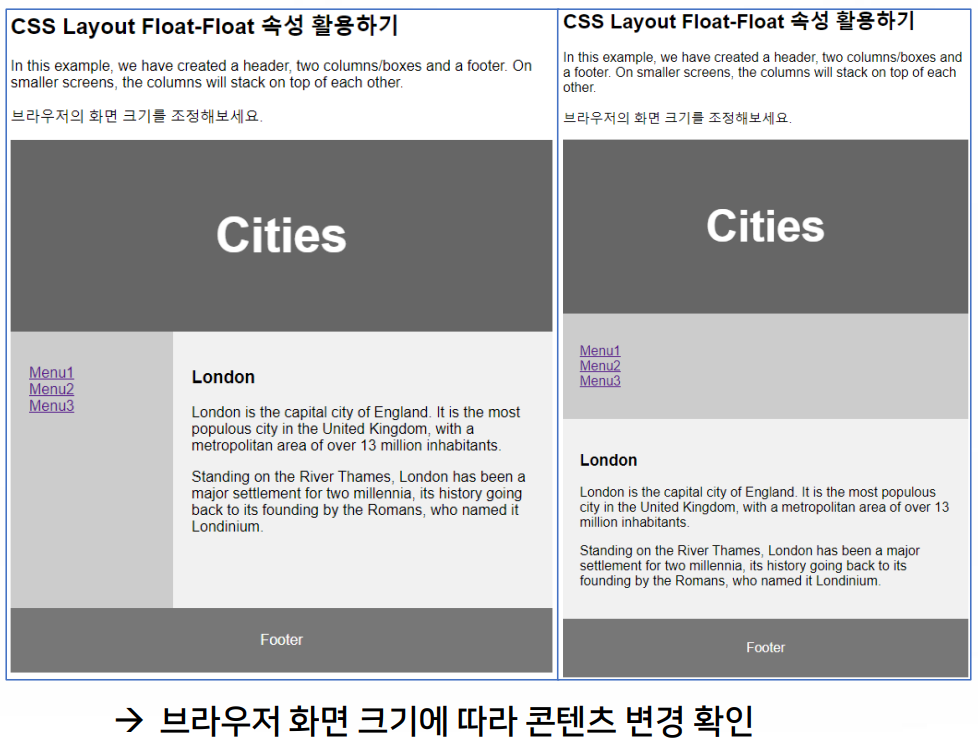 CSS Layout Float-Float 속성 활용하기
In this example, we have created a header, two columns/boxes and a footer. On
smaller screens, the columns will stack on top of each other.
브라우저의 화면 크기를 조정해보세요.
Cities
Menu1
Menu2
Menu3
London
London is the capital city of England. It is the most
populous city in the United Kingdom, with a
metropolitan area of over 13 million inhabitants.
Standing on the River Thames, London has been a
major settlement for two millennia, its history going
back to its founding by the Romans, who named it
Londinium.
Footer
CSS Layout Float-Float 속성 활용하기
In this example, we have created a header, two columns/boxes and
a footer. On smaller screens, the columns will stack on top of each
other.
브라우저의 화면 크기를 조정해보세요.
Cities
Menu1
Menu2
Menu3
London
London is the capital city of England. It is the most populous
city in the United Kingdom, with a metropolitan area of over 13
million inhabitants.
Standing on the River Thames, London has been a major
settlement for two millennia, its history going back to its
founding by the Romans, who named it Londinium.
Footer
→ 브라우저 화면 크기에 따라 콘텐츠 변경 확인